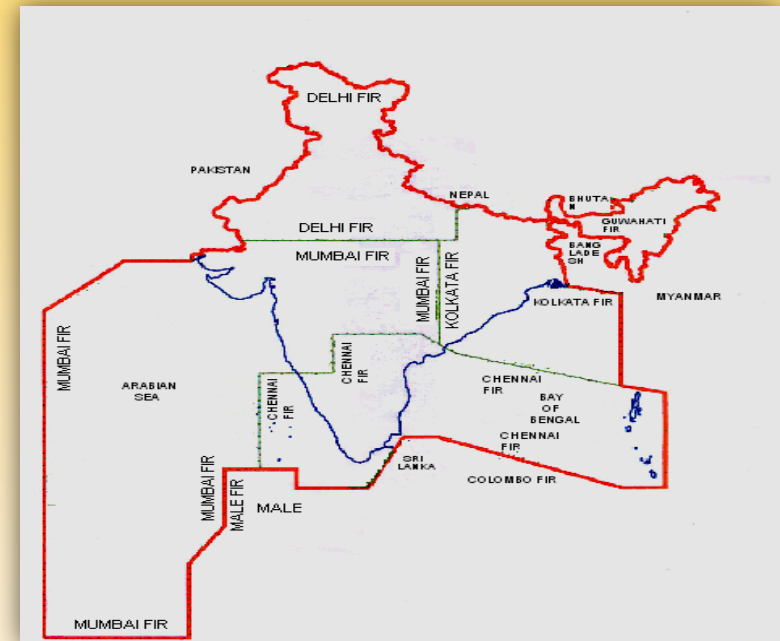 DELHI FIR
PAKISTAN
NEPAL
BHUTA
N
GUWAHATI
FIR
BANG
LADE
SH
DELHI FIR
MUMBAI FIR
MUMBAI FIR
KOLKATA FIR
KOLKATA FIR
MYANMAR
MUMBAI FIR
ARABIAN
SEA
CHENNAI
FIR
CHENNAI
FIR
CHENNAI
FIR
BAY
OF
BENGAL
CHENNAI
FIR
SRI
LANKA
COLOMBO FIR
MUMBAI FIR
MALE FIR
MALE
MUMBAI FIR